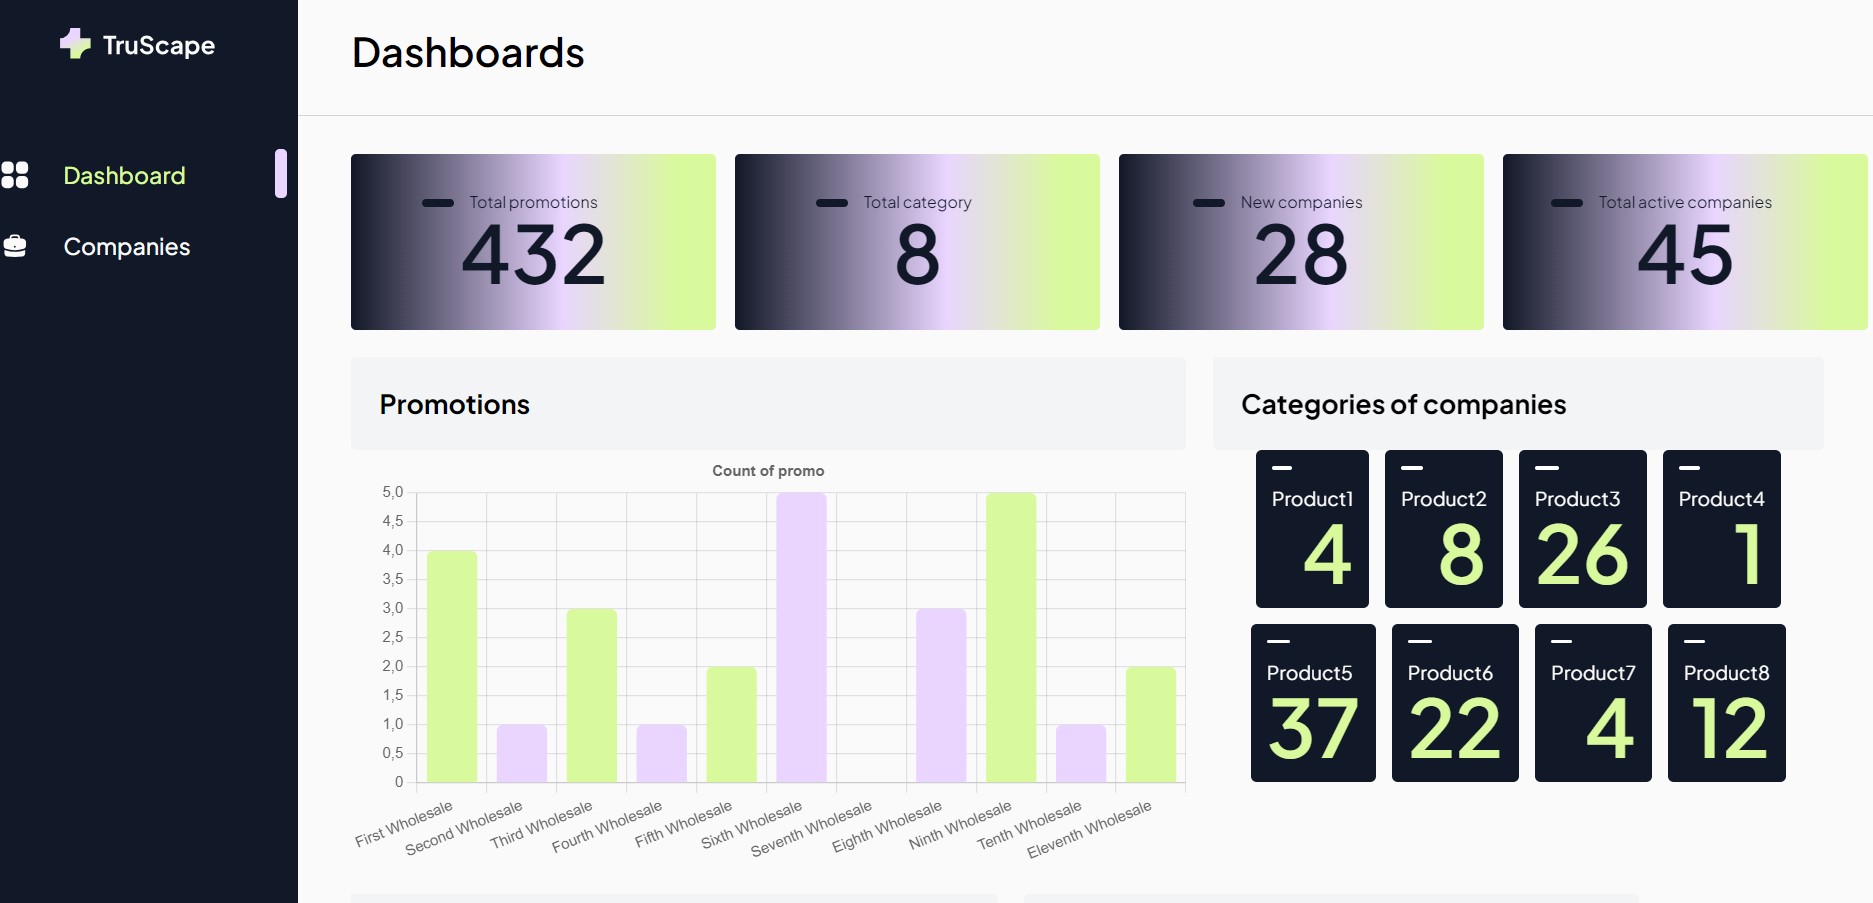 TruScape
Dashboards
Dashboard
Companies
Total promotions
432
Total category
8
New companies
28
Total active companies
45
Promotions
Count of promo
5,0
4,5
4,0
3,5
3,0
2,5
2,0
1,5
1,0
0,5
0
First Wholesale
Second Wholesale
Third Wholesale
Fourth Wholesale
Fifth Wholesale
Sixth Wholesale
Seventh Wholesale
Eighth Wholesale
Ninth Wholesale
Tenth Wholesale
Eleventh Wholesale
Categories of companies
Product1
4
Product2
8
Product3
26
Product4
1
Product5
37
Product6
22
Product7
4
Product8
12